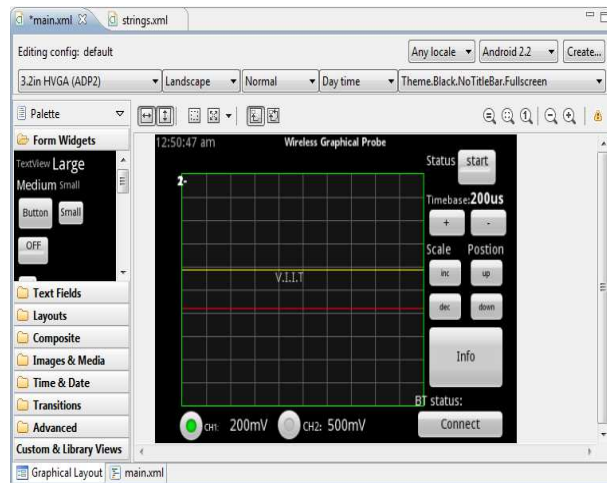 *main.xml
strings.xml
Editing config: default
Any locale
Android 2.2
Create...
3.2in HVGA (ADP2)
Landscape
Normal
Day time
Theme.Black.NoTitleBar.Fullscreen
Palette
Form Widgets
TextView Large
Medium Small
Button Small
OFF
Text Fields
Layouts
Composite
Images & Media
Time & Date
Transitions
Advanced
Custom & Library Views
12:50:47 am
Wireless Graphical Probe
Status start
2-
Timebase:200us
+ -
Scale Postion
inc up
V.I.I.T
dec down
Info
BT status:
CH1: 200mV CH2: 500mV
Connect
Graphical Layout
main.xml